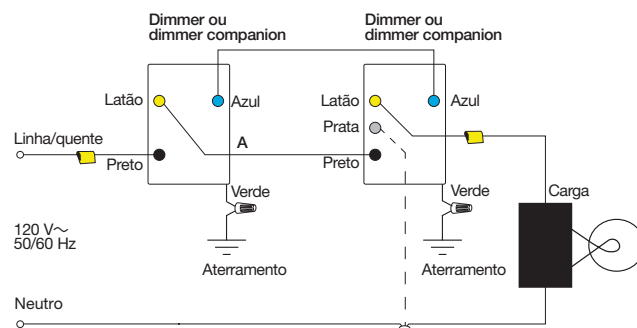 Dimmer ou
dimmer companion
Dimmer ou
dimmer companion
Latão
Azul
Latão
Azul
Prata
Linha/quente
A
Preto
Preto
Verde
Verde
Carga
120 V~
50/60 Hz
Aterramento
Aterramento
Neutro